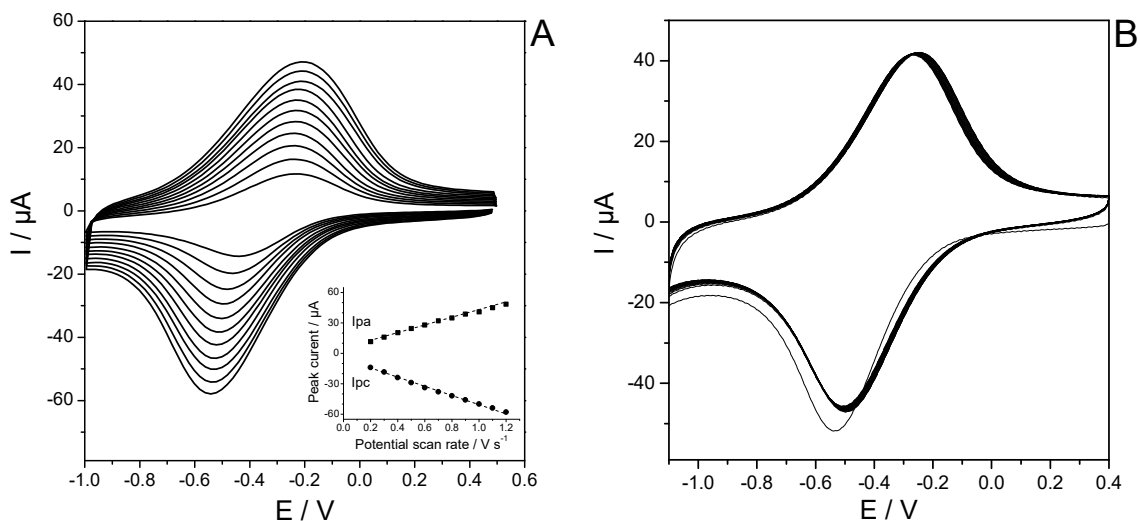 A
I / µA
60
40
20
0
-20
-40
-60
-1.0 -0.8 -0.6 -0.4 -0.2 0.0 0.2 0.4 0.6
E / V
Peak curent / µA
60
30
0
-30
-60
Ipa
Ipc
0.0 0.2 0.4 0.6 0.8 1.0 1.2
Potential scan rate / V s⁻¹
B
I / µA
40
20
0
-20
-40
-1.0 -0.8 -0.6 -0.4 -0.2 0.0 0.2 0.4
E / V